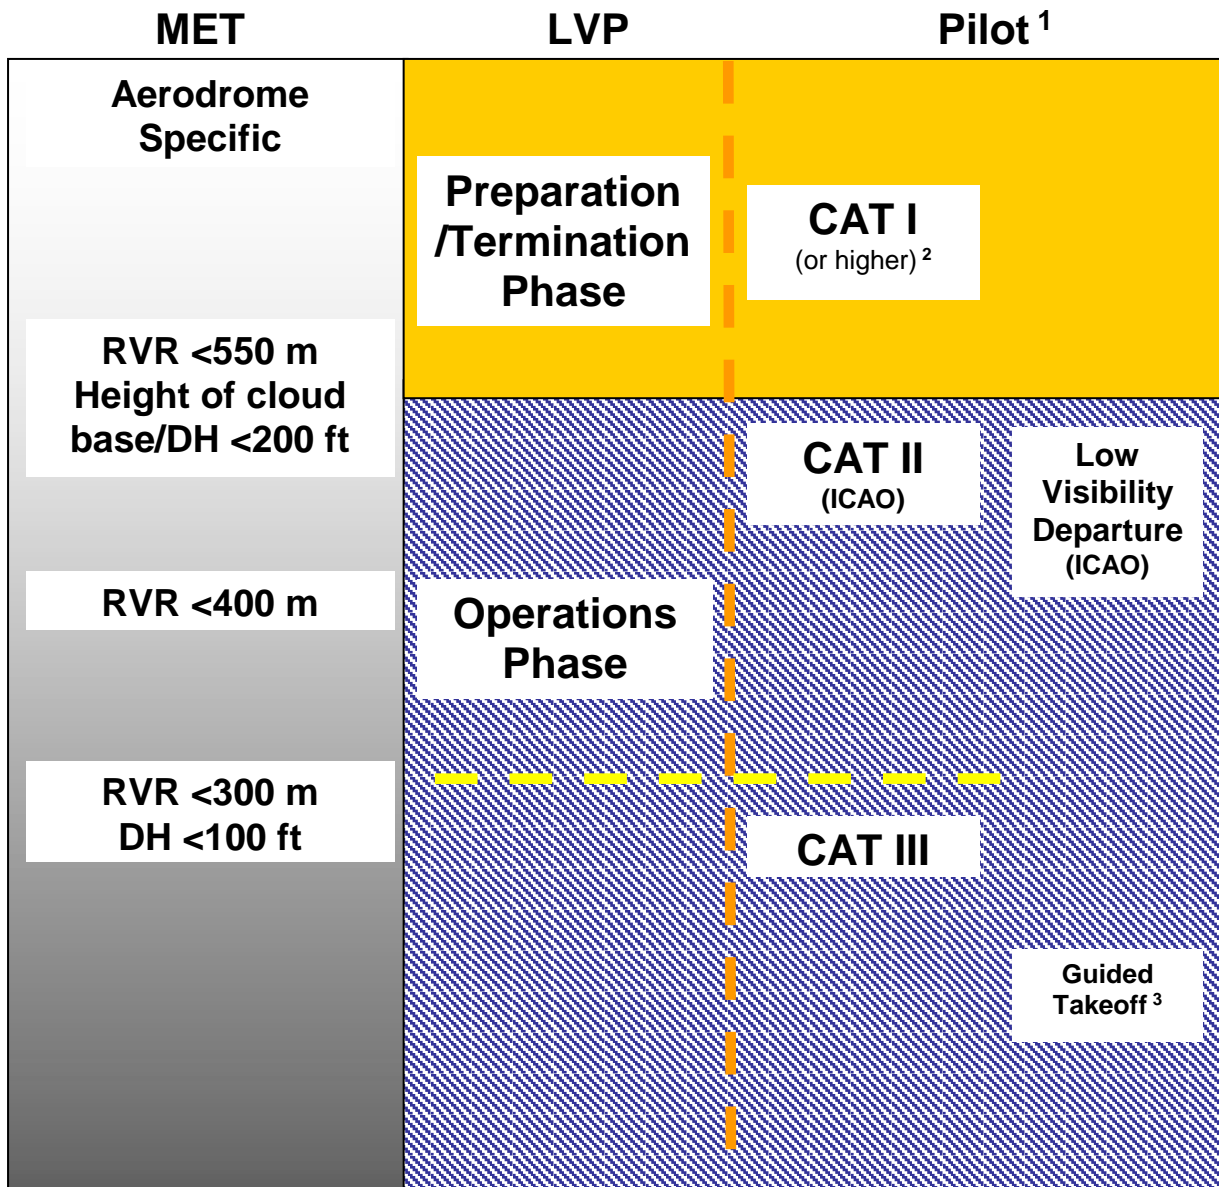 MET
LVP
Pilot 1
Aerodrome
Specific
Preparation
/Termination
Phase
CAT I
(or higher) 2
RVR <550 m
Height of cloud
base/DH <200 ft
CAT II
(ICAO)
Low
Visibility
Departure
(ICAO)
RVR <400 m
Operations
Phase
RVR <300 m
DH <100 ft
CAT III
Guided
Takeoff 3